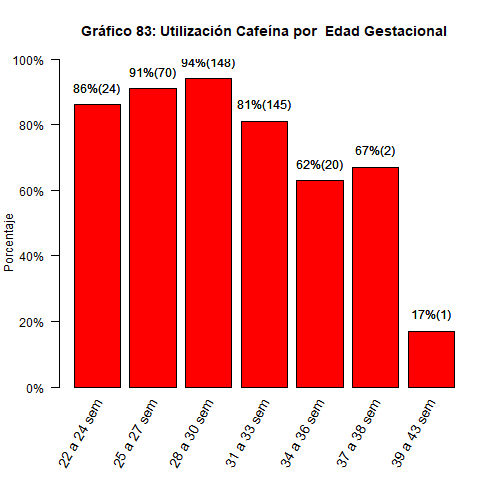 Gráfico 83: Utilización Cafeína por  Edad Gestacional
Porcentaje
100%
80%
60%
40%
20%
0%
86%(24)
91%(70)
94%(148)
81%(145)
62%(20)
67%(2)
17%(1)
22 a 24 sem
25 a 27 sem
28 a 30 sem
31 a 33 sem
34 a 36 sem
37 a 38 sem
39 a 43 sem